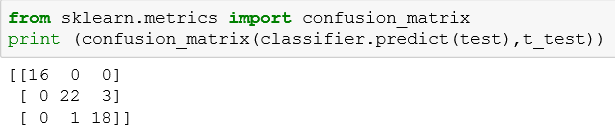 from sklearn.metrics import confusion_matrix
print (confusion_matrix(classifier.predict(test),t_test))
[[16  0  0]
 [ 0 22  3]
 [ 0  1 18]]